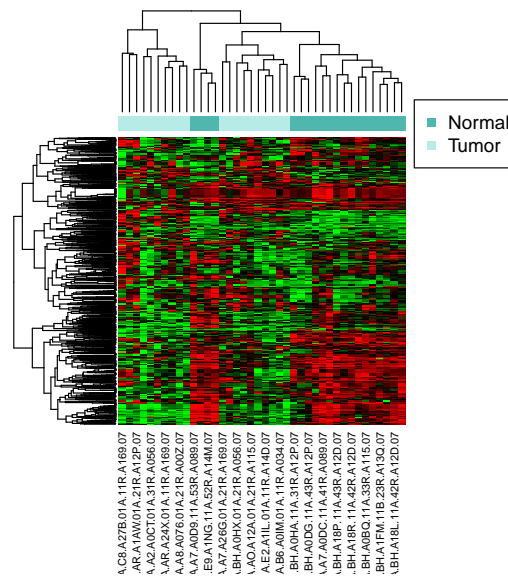 Normal
Tumor
A.C8.A27B.01A.11R.A169.07
.AR.A1AW.01A.21R.A12P.07
A.A2.A0CT.01A.31R.A056.07
A.AR.A24X.01A.11R.A169.07
A.A8.A076.01A.21R.A00Z.07
A.A7.A0D9.11A.53R.A089.07
.E9.A1NG.11A.52R.A14M.07
A.A7.A26G.01A.21R.A169.07
A.BH.A0HX.01A.21R.A056.07
A.AO.A12A.01A.21R.A115.07
A.E2.A1IL.01A.11R.A14D.07
A.B6.A0IM.01A.11R.A034.07
.BH.A0HA.11A.31R.A12P.07
.BH.A0DG.11A.43R.A12P.07
A.A7.A0DC.11A.41R.A089.07
.BH.A18P.11A.43R.A12D.07
.BH.A18R.11A.42R.A12D.07
.BH.A0BQ.11A.33R.A115.07
.BH.A1FM.11B.23R.A13Q.07
.BH.A18L.11A.42R.A12D.07